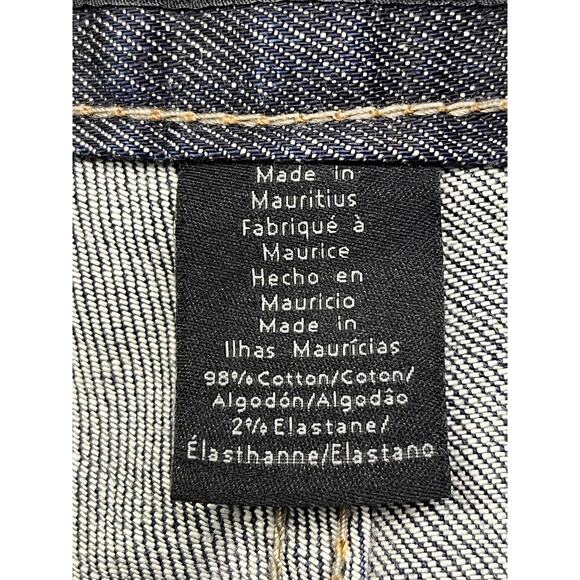 Made in
Mauritius
Fabriqué à
Maurice
Hecho en
Mauricio
Made in
Ilhas Maurícias
98% Cotton/Coton/
Algodón/Algodão
2% Elastane/
Élasthanne/Elastano